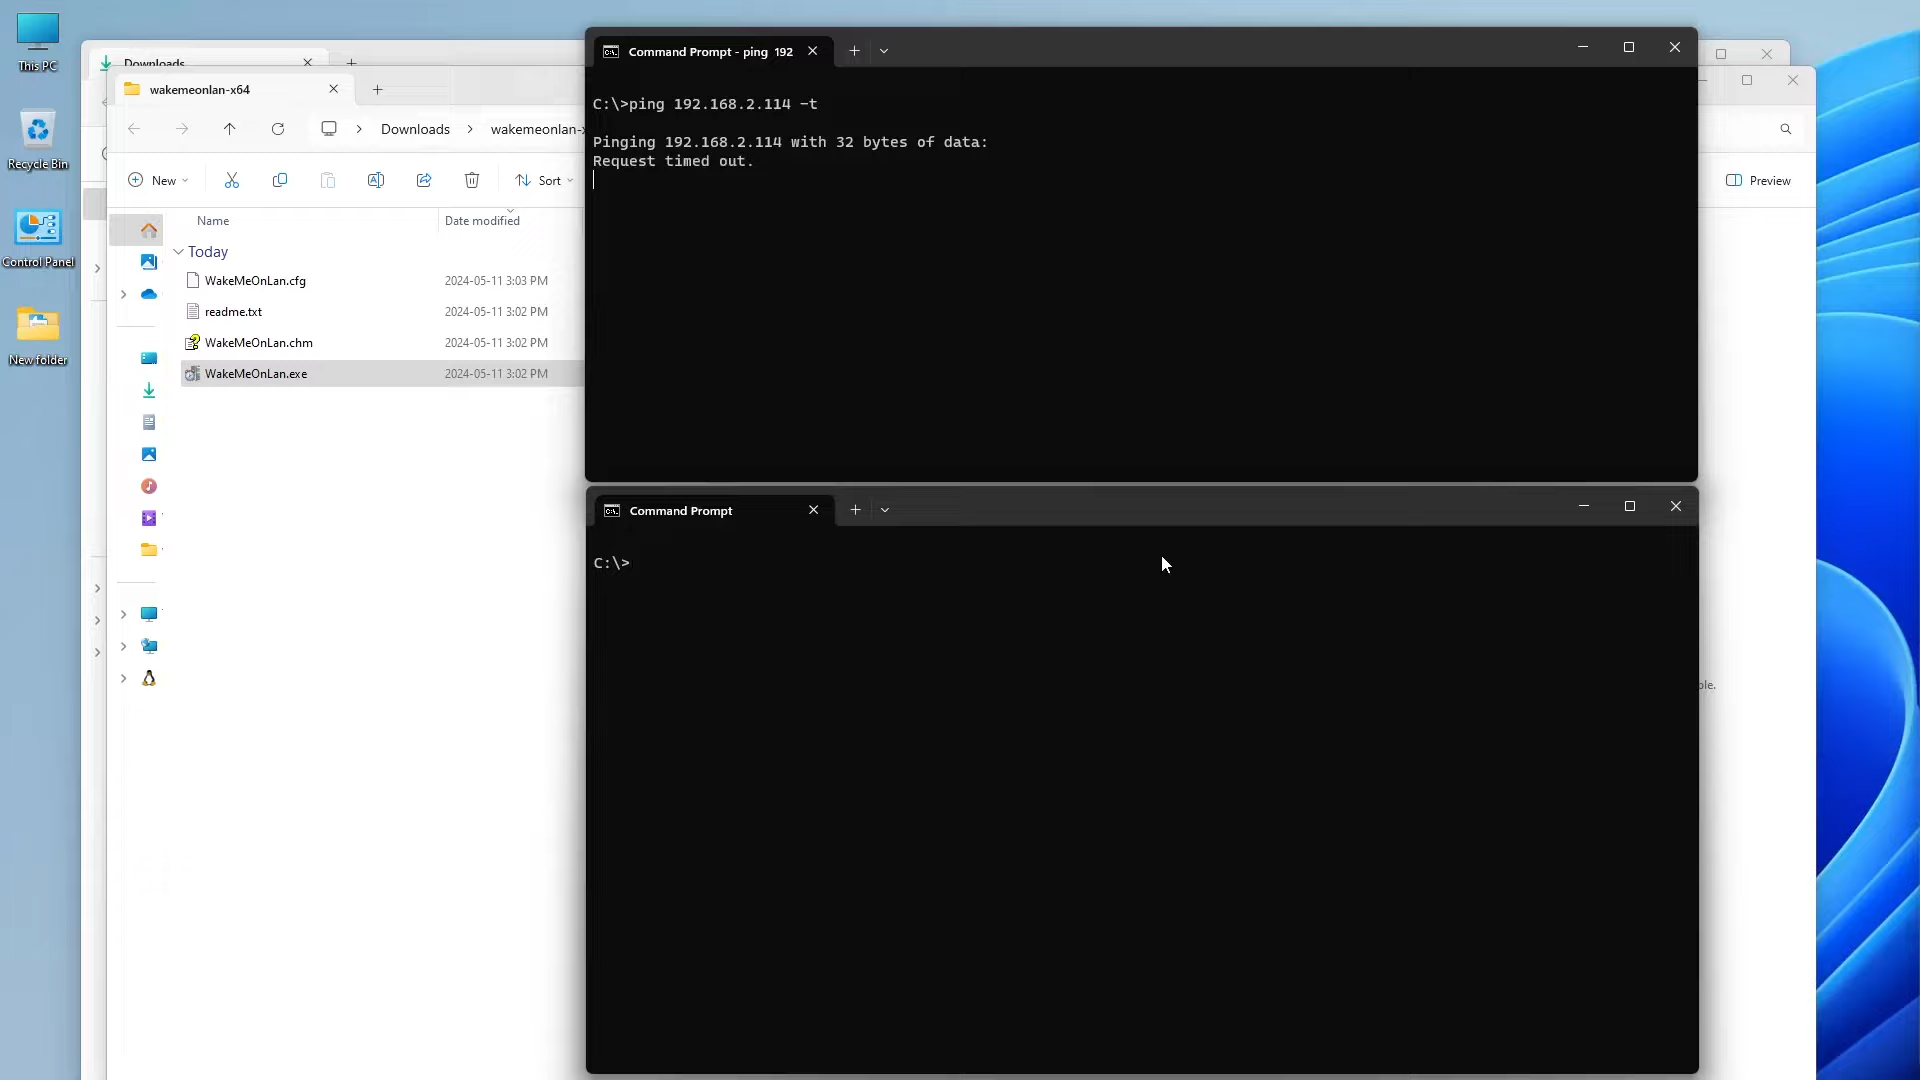 This PC
Recycle Bin
Control Panel
New folder
Downloads
wakemeonlan-x64
Downloads
wakemeonlan-x
New
Sort
Preview
Name
Date modified
Today
WakeMeOnLan.cfg 2024-05-11 3:03 PM
readme.txt 2024-05-11 3:02 PM
WakeMeOnLan.chm 2024-05-11 3:02 PM
WakeMeOnLan.exe 2024-05-11 3:02 PM
Command Prompt - ping 192
C:\>ping 192.168.2.114 -t
Pinging 192.168.2.114 with 32 bytes of data:
Request timed out.
Command Prompt
C:\>
ble.